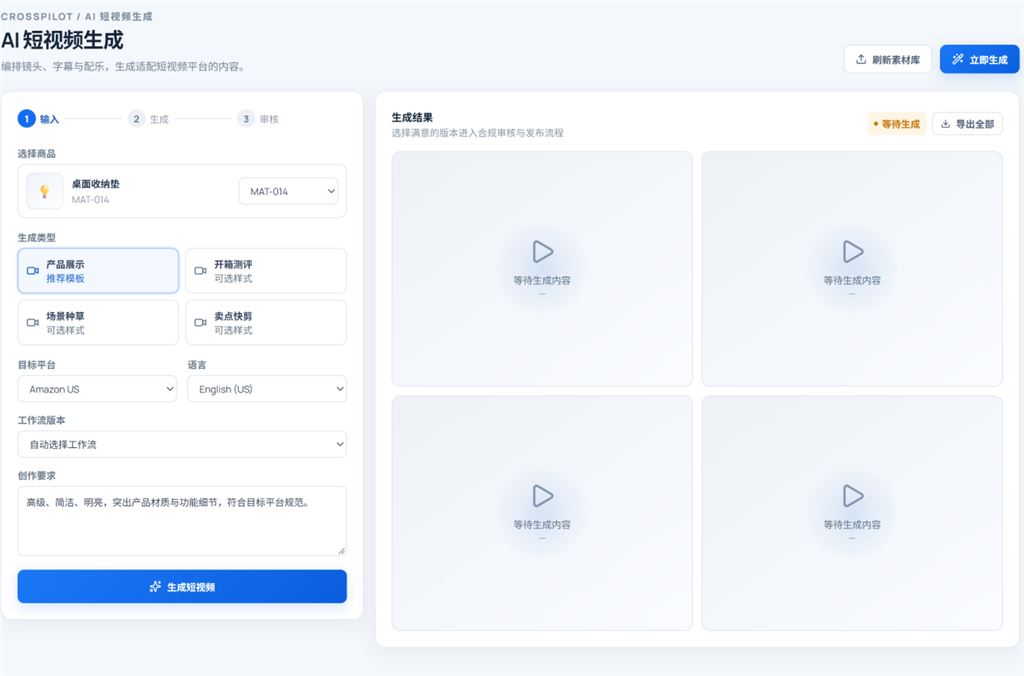 CROSSPILOT / AI 短视频生成
AI 短视频生成
编排镜头、字幕与配乐，生成适配短视频平台的内容。
刷新素材库
立即生成
1 输入
2 生成
3 审核
选择商品
桌面收纳垫
MAT-014
MAT-014
生成类型
产品展示
推荐模板
开箱测评
可选样式
场景种草
可选样式
卖点快剪
可选样式
目标平台
语言
Amazon US
English (US)
工作流版本
自动选择工作流
创作要求
高级、简洁、明亮，突出产品材质与功能细节，符合目标平台规范。
生成短视频
生成结果
选择满意的版本进入合规审核与发布流程
等待生成
导出全部
等待生成内容
—
等待生成内容
—
等待生成内容
—
等待生成内容
—